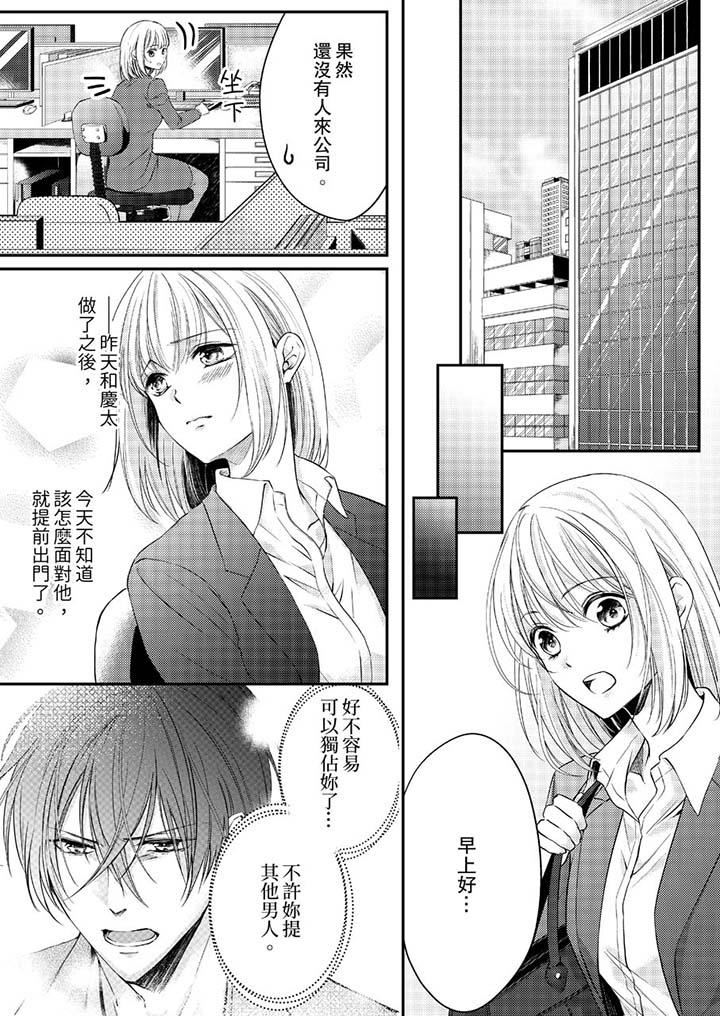 早上好…
果然
還沒有人來公司。
坐下
——昨天和慶太
做了之後，
今天不知道
該怎麼面對他，
就提前出門了。
好不容易
可以獨佔妳了…
不許妳提
其他男人。